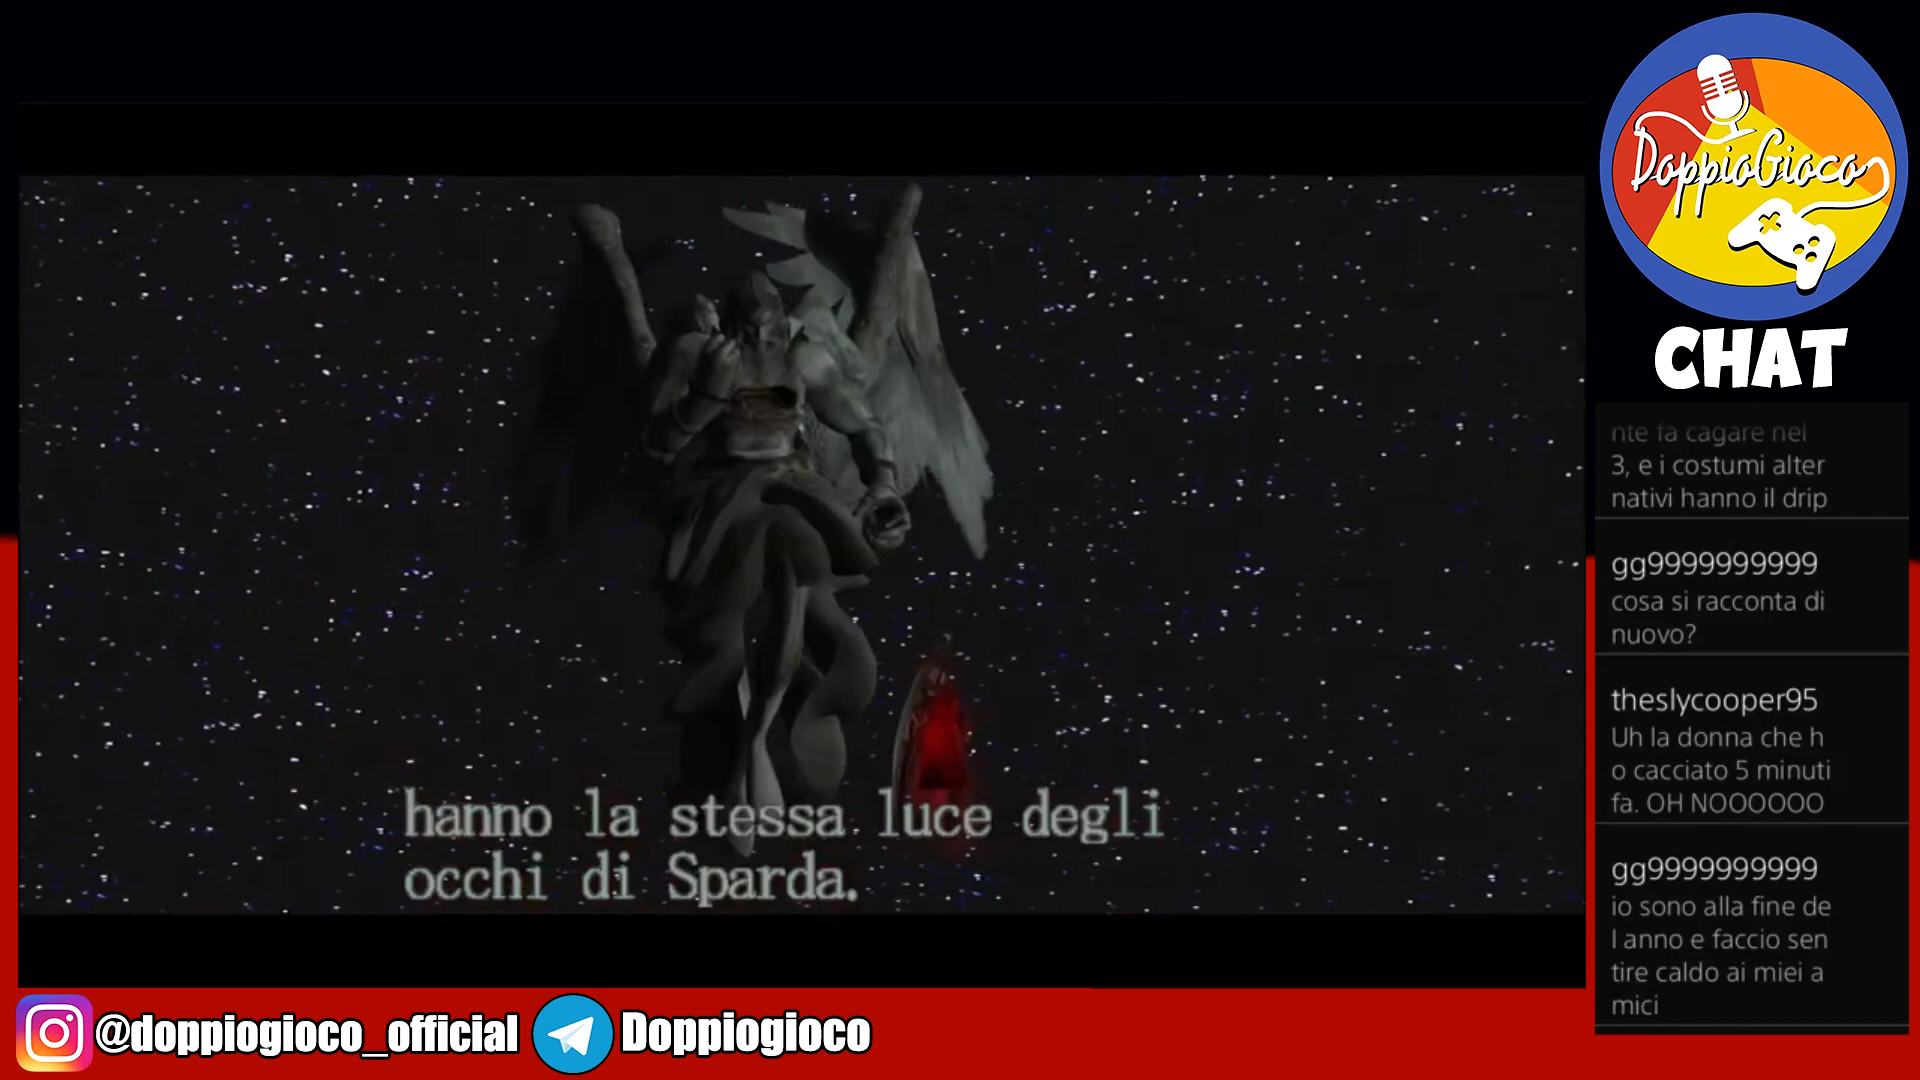 DoppioGioco
CHAT
nte fa cagare nel
3, e i costumi alter
nativi hanno il drip
gg9999999999
cosa si racconta di
nuovo?
theslycooper95
Uh la donna che h
o cacciato 5 minuti
fa. OH NOOOOOO
gg9999999999
io sono alla fine de
l anno e faccio sen
tire caldo ai miei a
mici
hanno la stessa luce degli
occhi di Sparda.
@doppiogioco_official
Doppiogioco